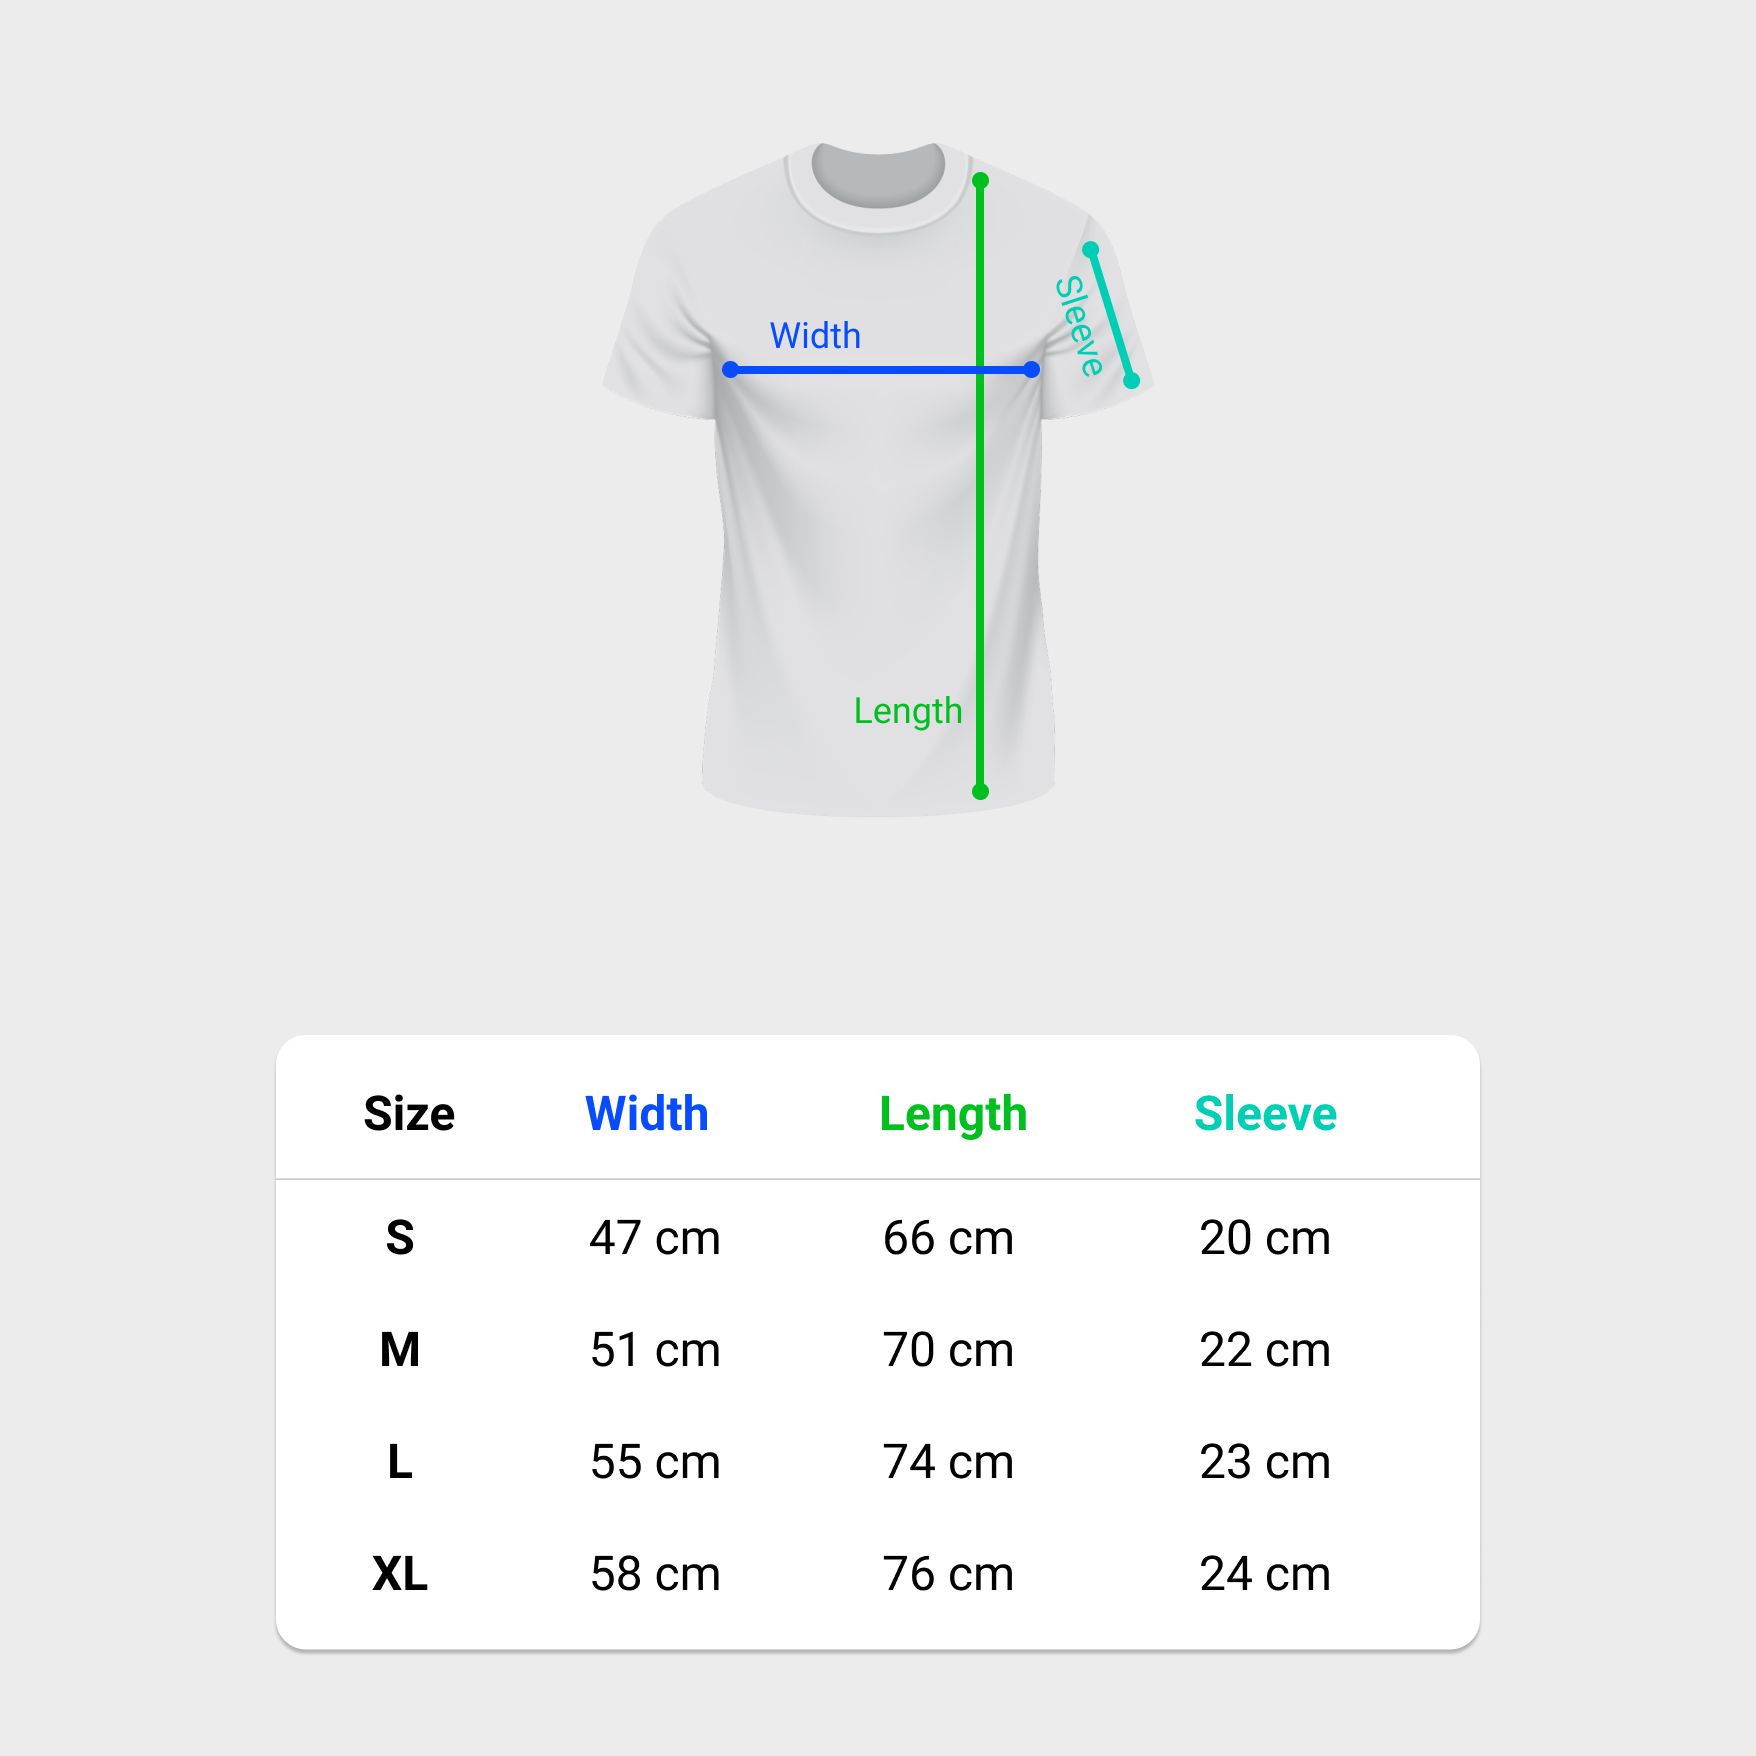 Width
Sleeve
Length
Size Width Length Sleeve
S 47 cm 66 cm 20 cm
M 51 cm 70 cm 22 cm
L 55 cm 74 cm 23 cm
XL 58 cm 76 cm 24 cm